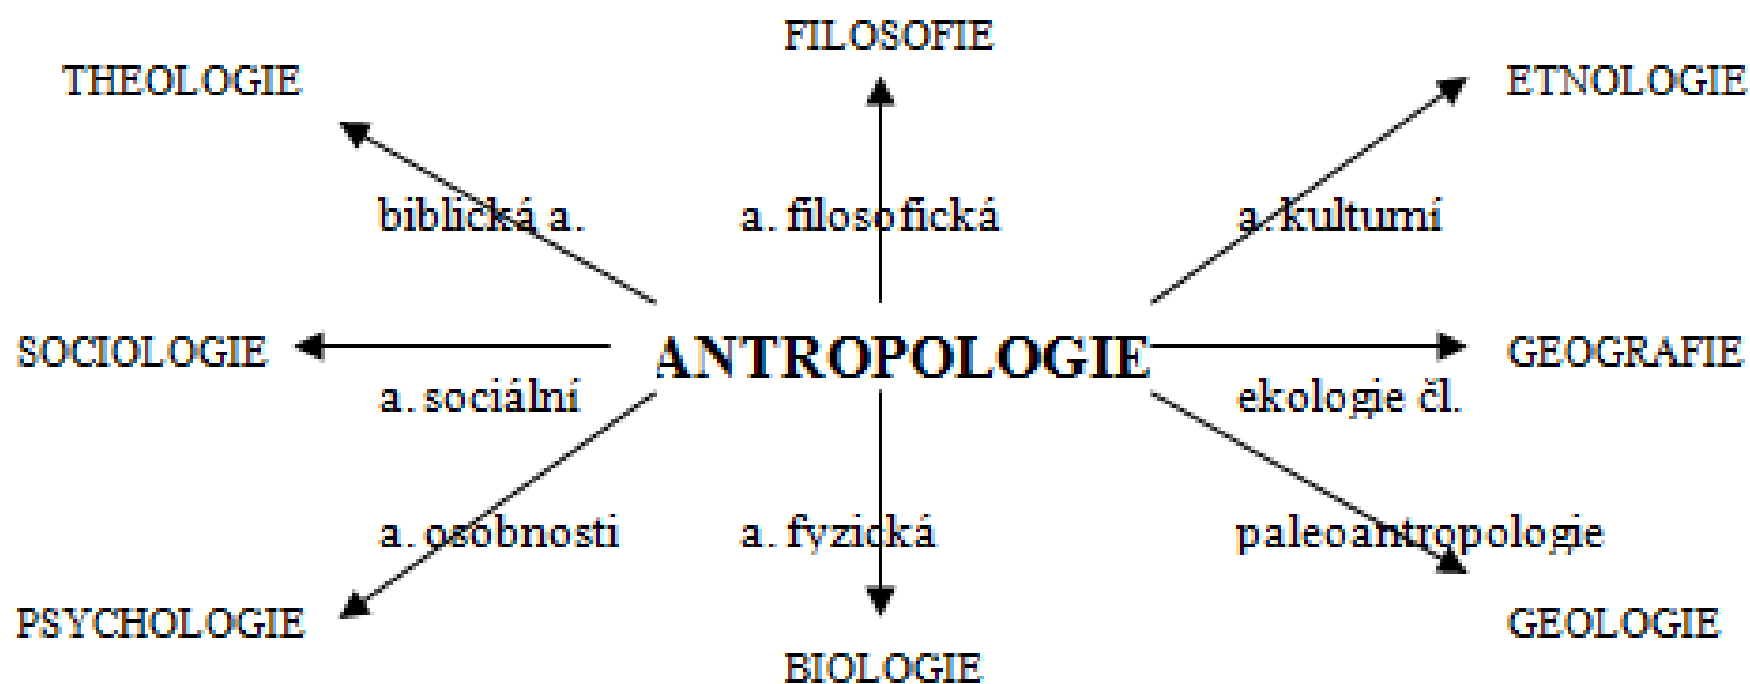 FILOSOFIE
THEOLOGIE
ETNOLOGIE
biblická a.
a. filosofická
a. kulturní
SOCIOLOGIE
ANTROPOLOGIE
GEOGRAFIE
a. sociální
ekologie čl.
a. osobnosti
a. fyzická
paleoantropologie
PSYCHOLOGIE
GEOLOGIE
BIOLOGIE